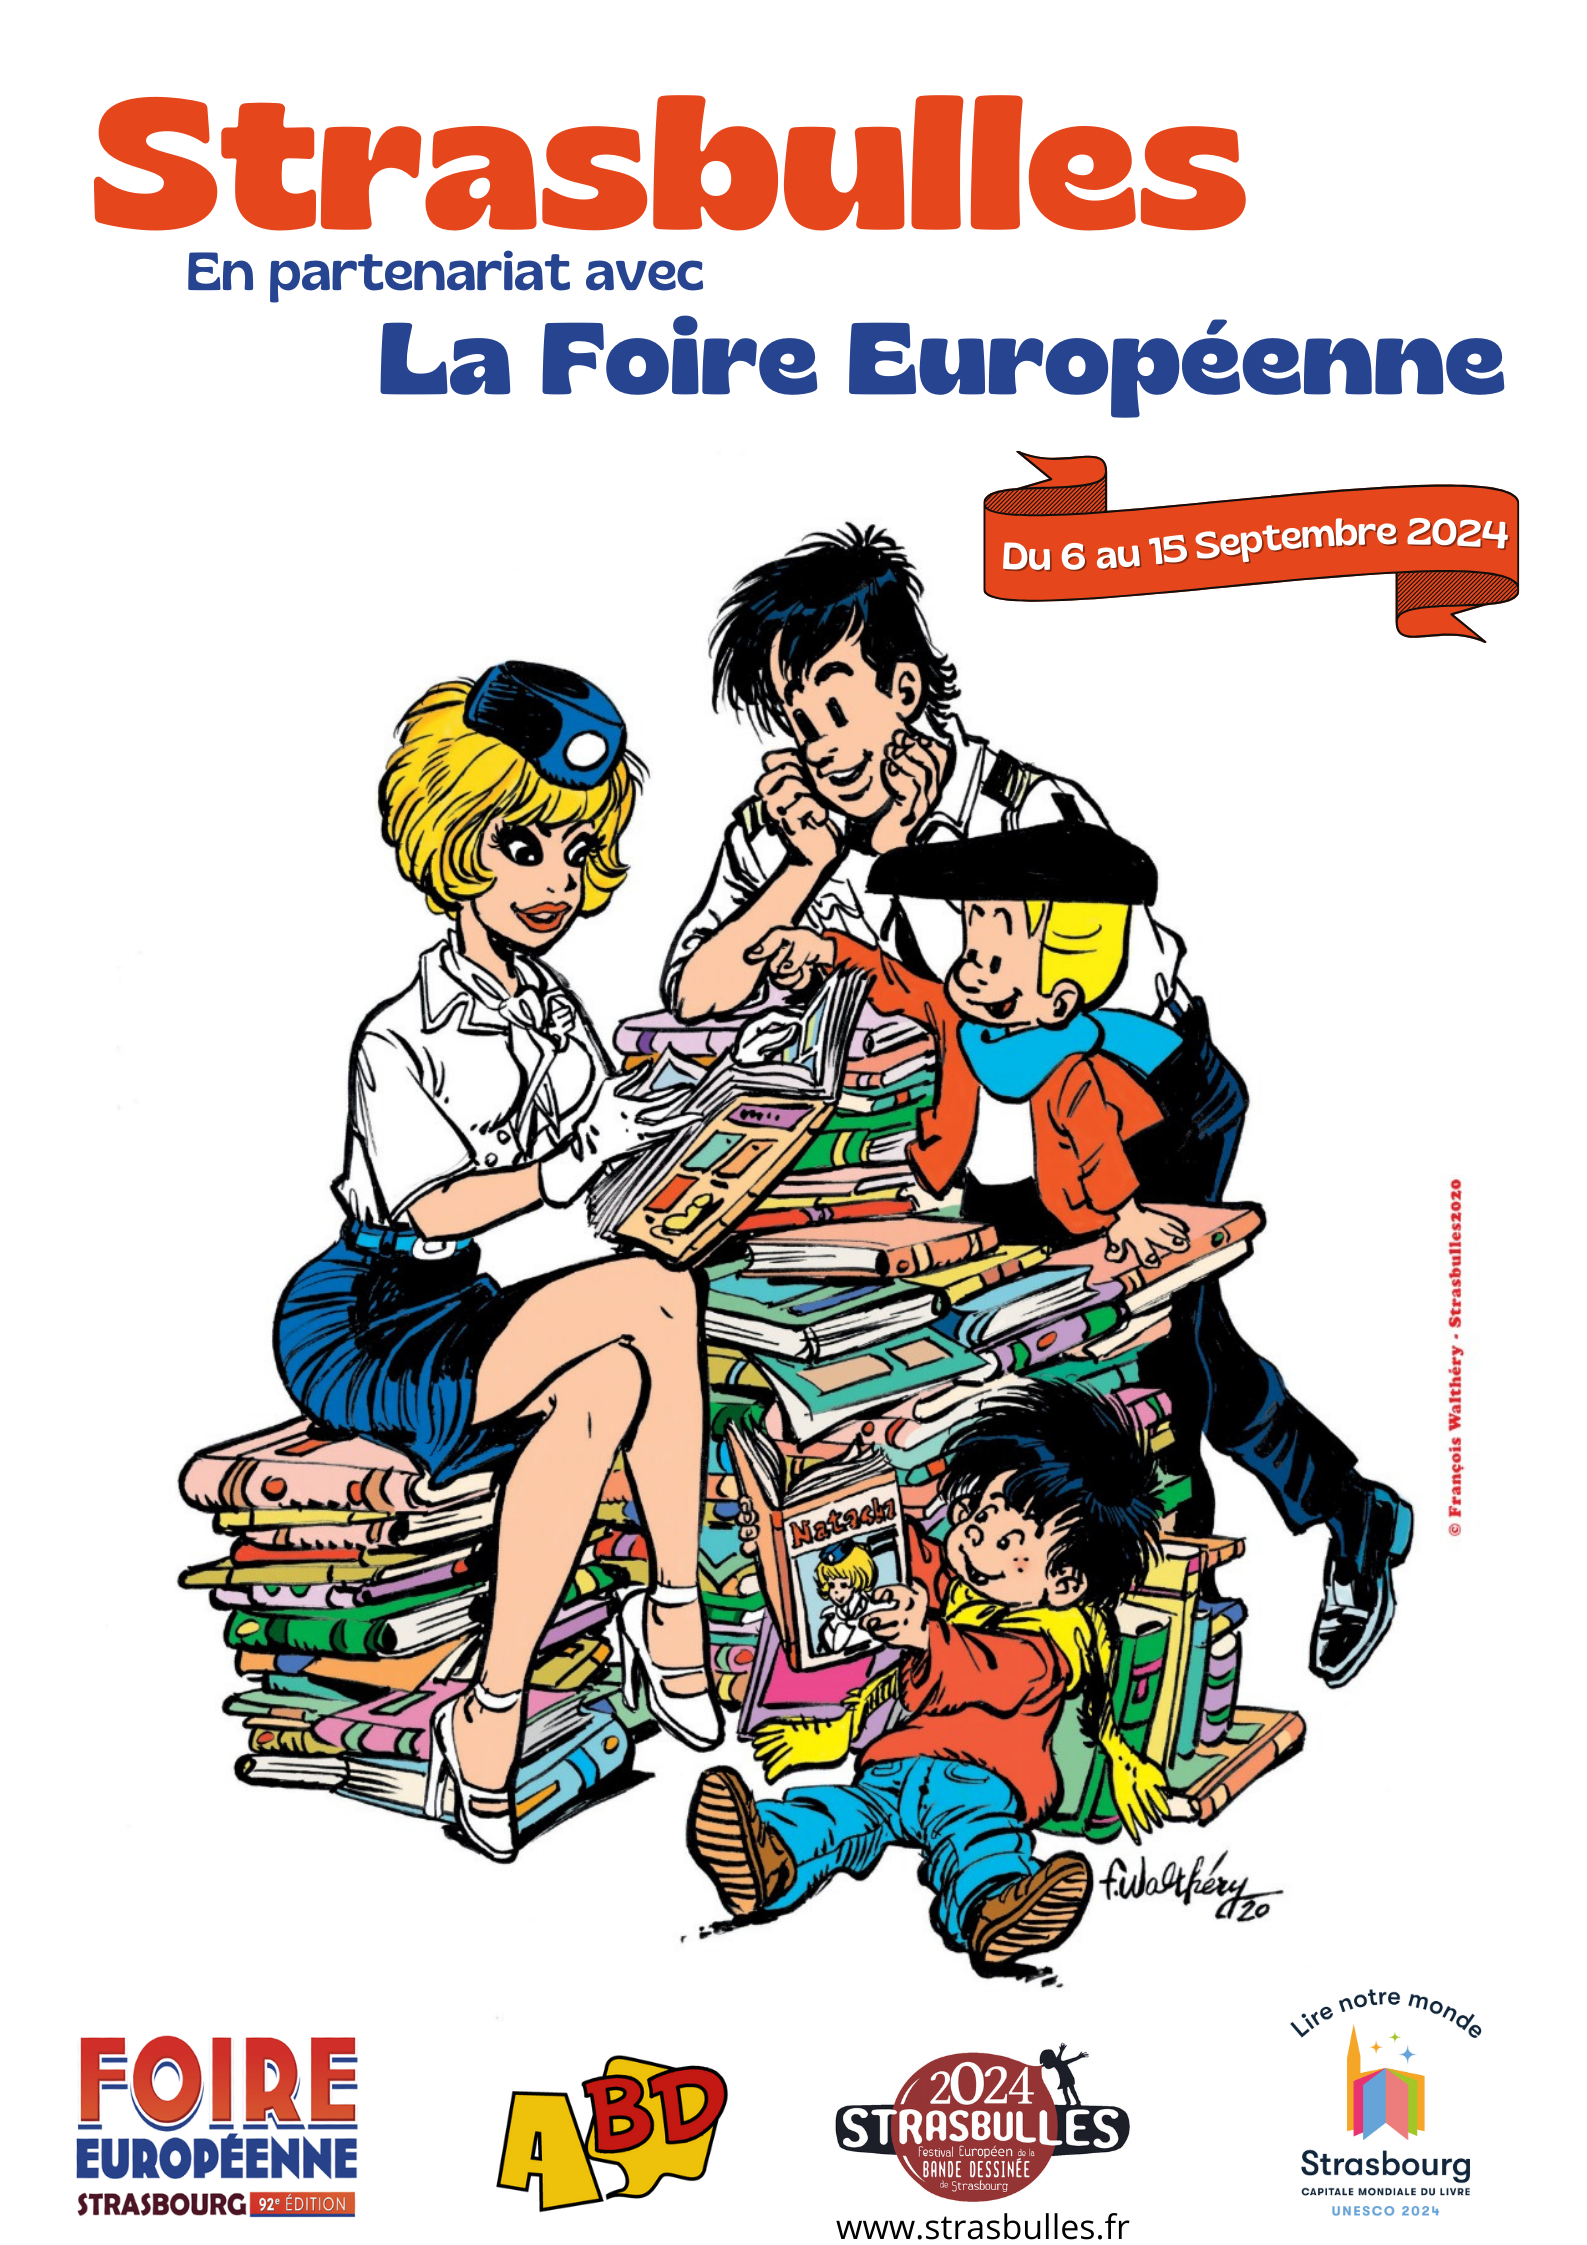 Strasbulles
En partenariat avec
La Foire Européenne
Du 6 au 15 Septembre 2024
© François Walthéry - Strasbulles2020
Natacha
f.Walthéry
20
FOIRE
EUROPÉENNE
STRASBOURG 92e ÉDITION
ABD
2024
STRASBULLES
Festival Européen de la
BANDE DESSINÉE
de Strasbourg
www.strasbulles.fr
Lire notre monde
Strasbourg
CAPITALE MONDIALE DU LIVRE
UNESCO 2024